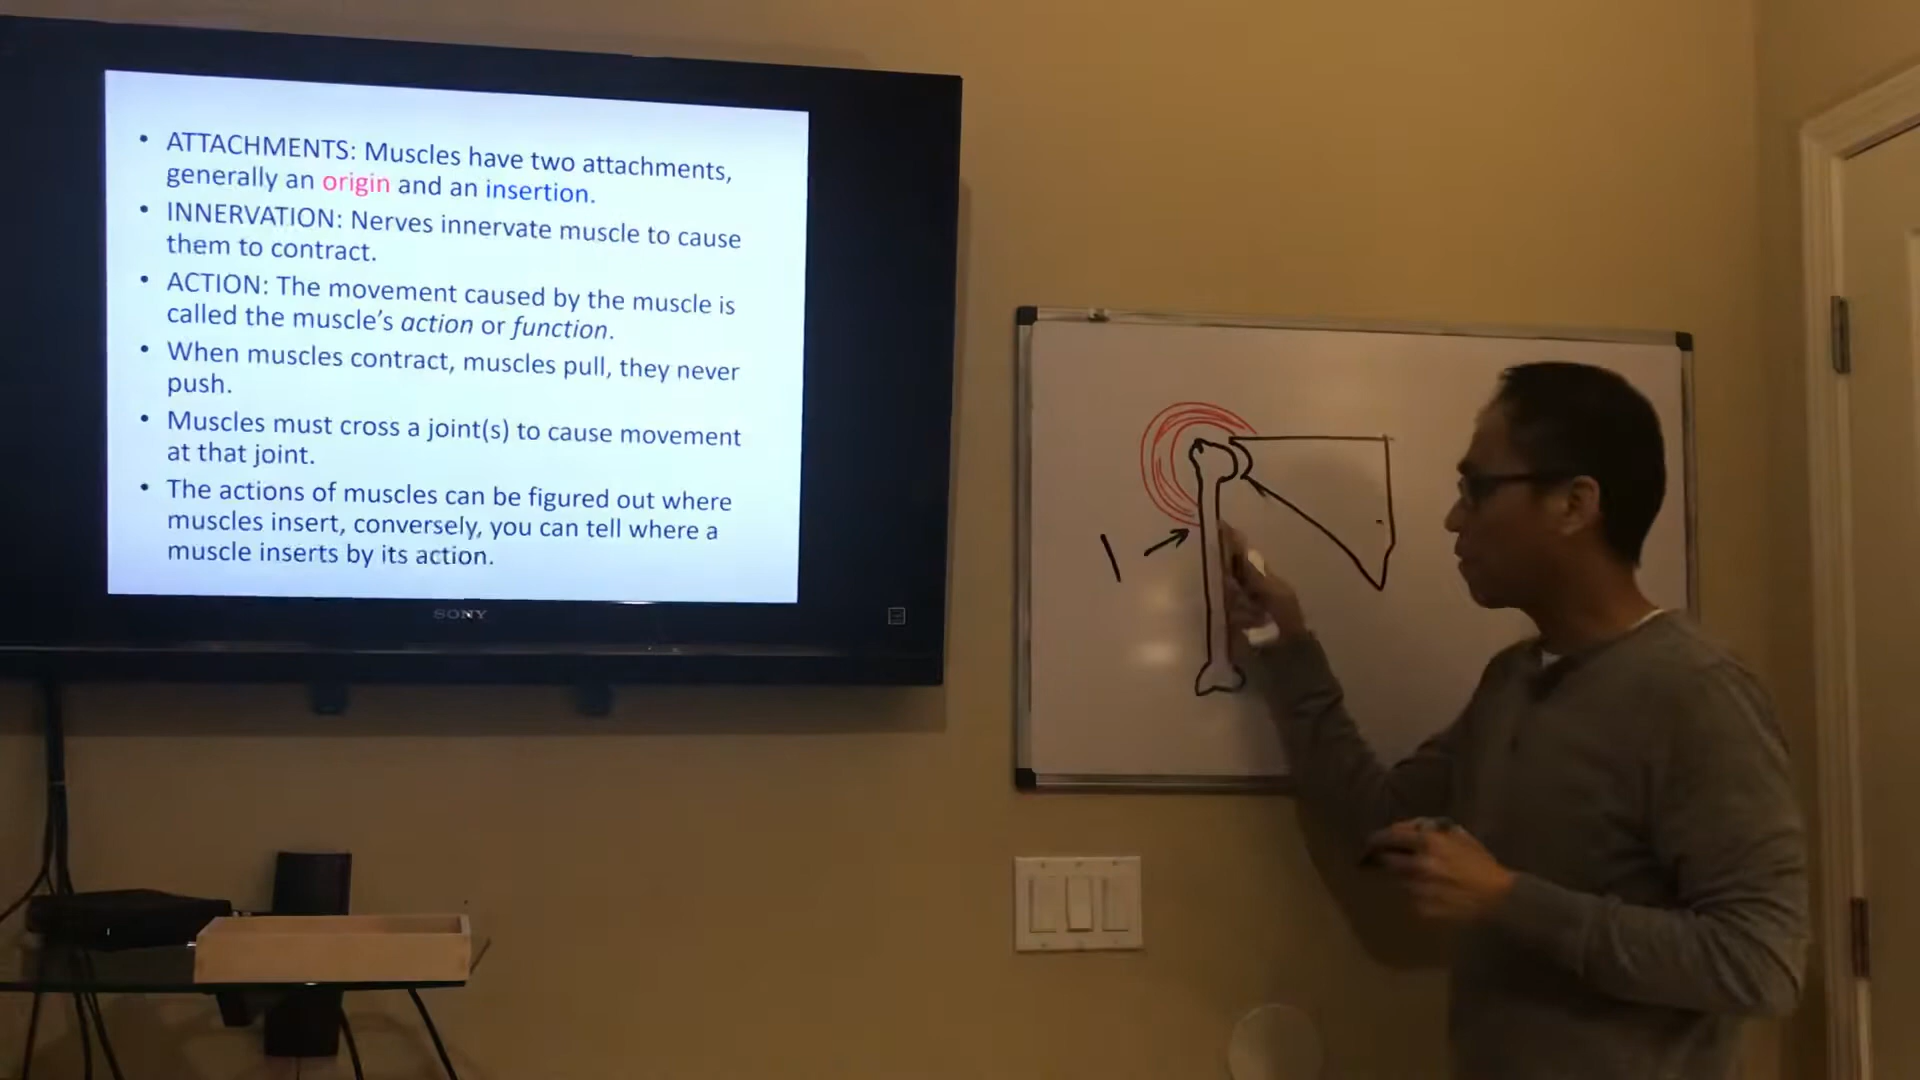 • ATTACHMENTS: Muscles have two attachments,
generally an origin and an insertion.
• INNERVATION: Nerves innervate muscle to cause
them to contract.
• ACTION: The movement caused by the muscle is
called the muscle's action or function.
• When muscles contract, muscles pull, they never
push.
• Muscles must cross a joint(s) to cause movement
at that joint.
• The actions of muscles can be figured out where
muscles insert, conversely, you can tell where a
muscle inserts by its action.
SONY